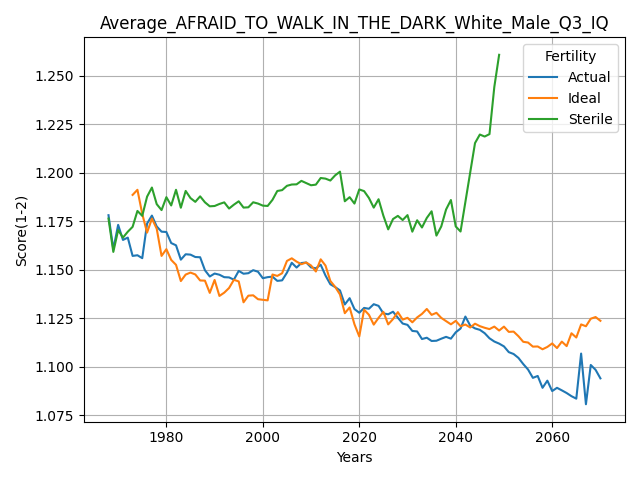 Average_AFRAID_TO_WALK_IN_THE_DARK_White_Male_Q3_IQ
Fertility
Actual
Ideal
Sterile
Score(1-2)
1.250
1.225
1.200
1.175
1.150
1.125
1.100
1.075
1980
2000
2020
2040
2060
Years